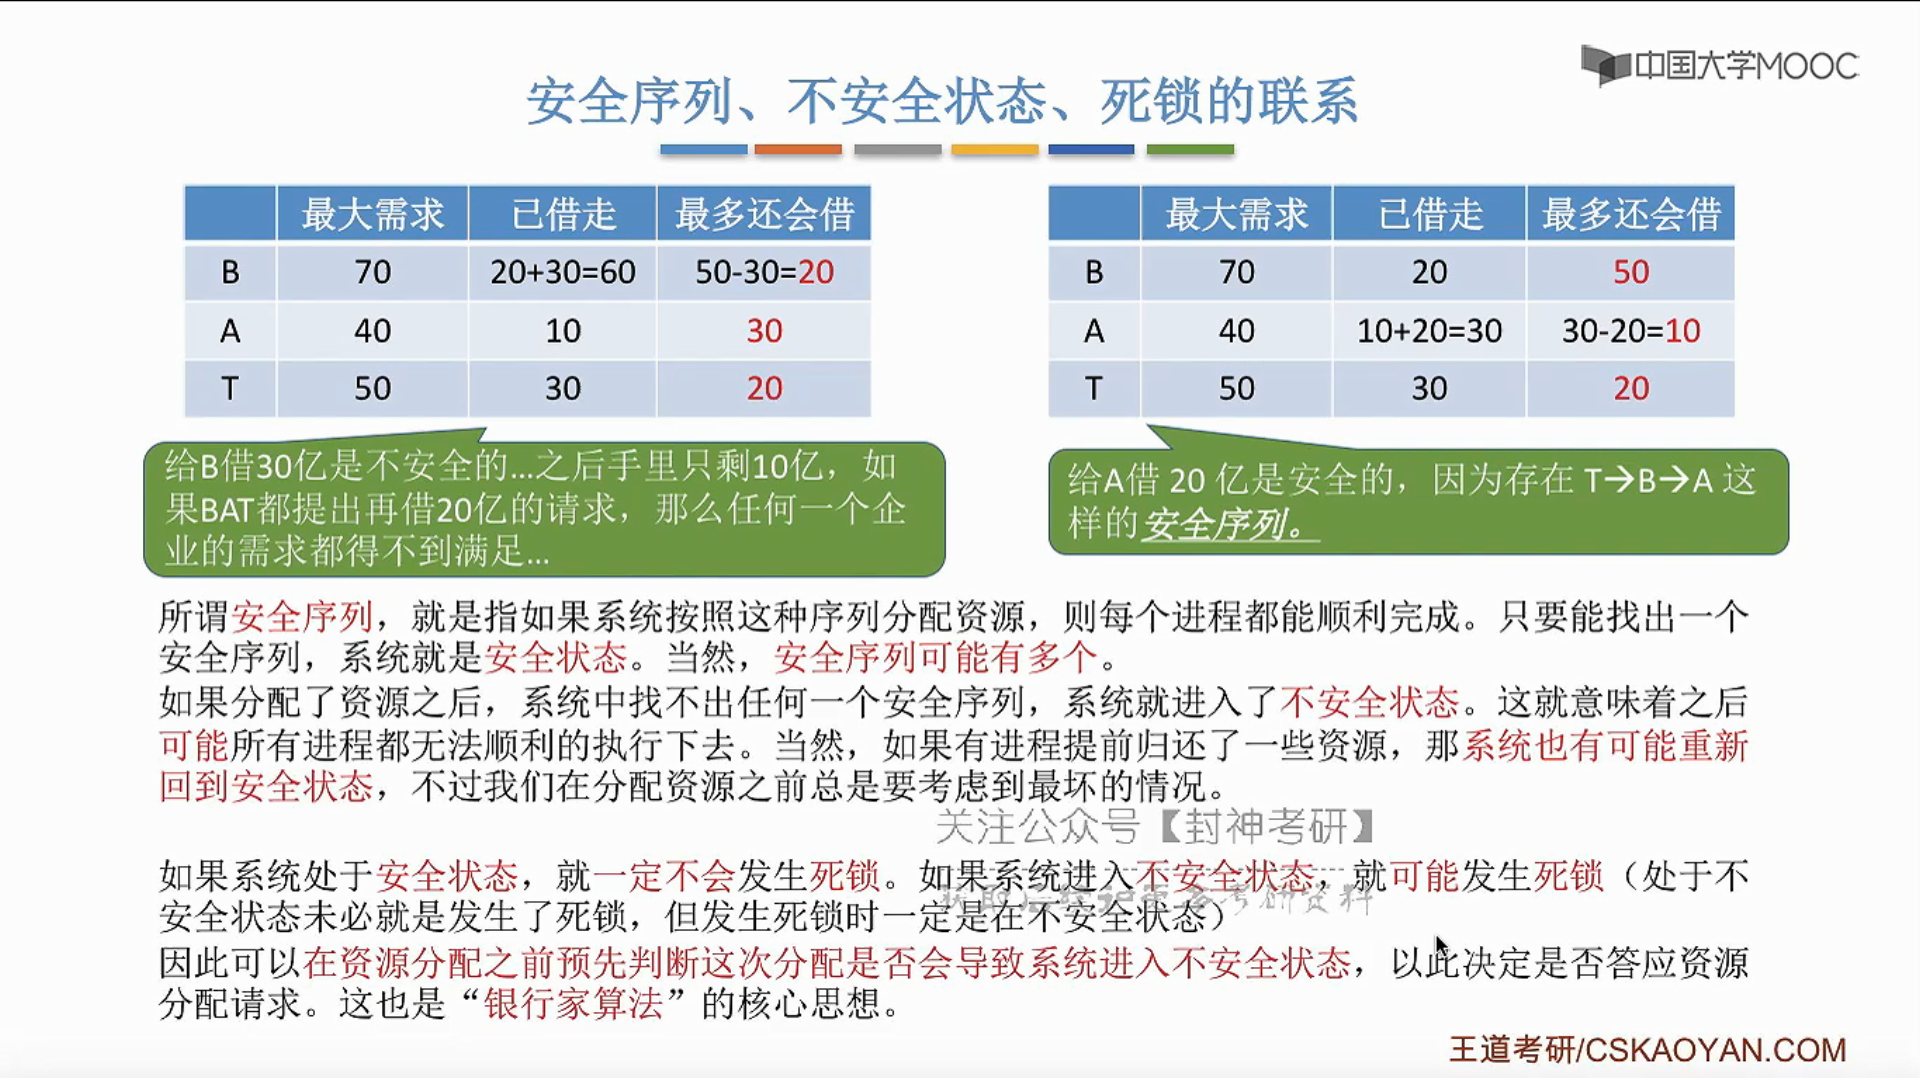 中国大学MOOC
安全序列、不安全状态、死锁的联系
最大需求 已借走 最多还会借
B 70 20+30=60 50-30=20
A 40 10 30
T 50 30 20
最大需求 已借走 最多还会借
B 70 20 50
A 40 10+20=30 30-20=10
T 50 30 20
给B借30亿是不安全的...之后手里只剩10亿，如
果BAT都提出再借20亿的请求，那么任何一个企
业的需求都得不到满足...
给A借 20 亿是安全的，因为存在 T→B→A 这
样的安全序列。
所谓安全序列，就是指如果系统按照这种序列分配资源，则每个进程都能顺利完成。只要能找出一个
安全序列，系统就是安全状态。当然，安全序列可能有多个。
如果分配了资源之后，系统中找不出任何一个安全序列，系统就进入了不安全状态。这就意味着之后
可能所有进程都无法顺利的执行下去。当然，如果有进程提前归还了一些资源，那系统也有可能重新
回到安全状态，不过我们在分配资源之前总是要考虑到最坏的情况。
关注公众号【封神考研】
如果系统处于安全状态，就一定不会发生死锁。如果系统进入不安全状态，就可能发生死锁（处于不
安全状态未必就是发生了死锁，但发生死锁时一定是在不安全状态）
因此可以在资源分配之前预先判断这次分配是否会导致系统进入不安全状态，以此决定是否答应资源
分配请求。这也是“银行家算法”的核心思想。
王道考研/CSKAOYAN.COM